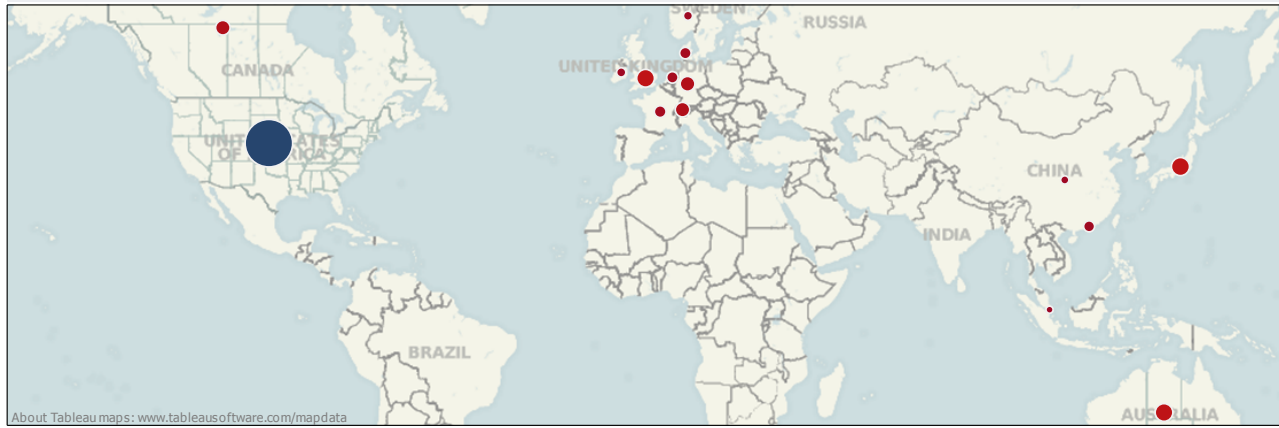 SWEDEN
RUSSIA
UNITED KINGDOM
CANADA
UNITED STATES
OF AMERICA
CHINA
INDIA
BRAZIL
AUSTRALIA
About Tableau maps: www.tableausoftware.com/mapdata